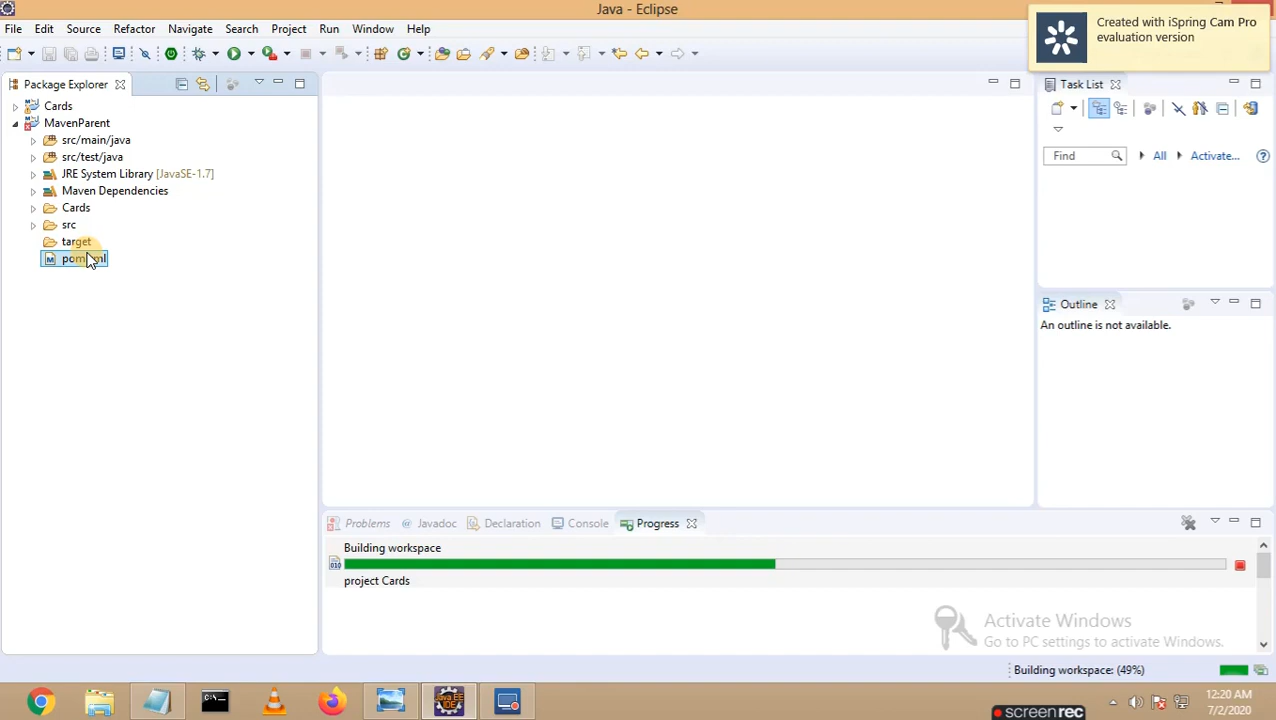 Java - Eclipse
Created with iSpring Cam Pro
evaluation version
File Edit Source Refactor Navigate Search Project Run Window Help
Package Explorer
Cards
MavenParent
src/main/java
src/test/java
JRE System Library [JavaSE-1.7]
Maven Dependencies
Cards
src
target
Task List
Find All Activate...
Outline
An outline is not available.
Problems Javadoc Declaration Console Progress
Building workspace
project Cards
Activate Windows
Go to PC settings to activate Windows.
Building workspace: (49%)
Java EE
IDE
12:20 AM
7/2/2020
screenrec